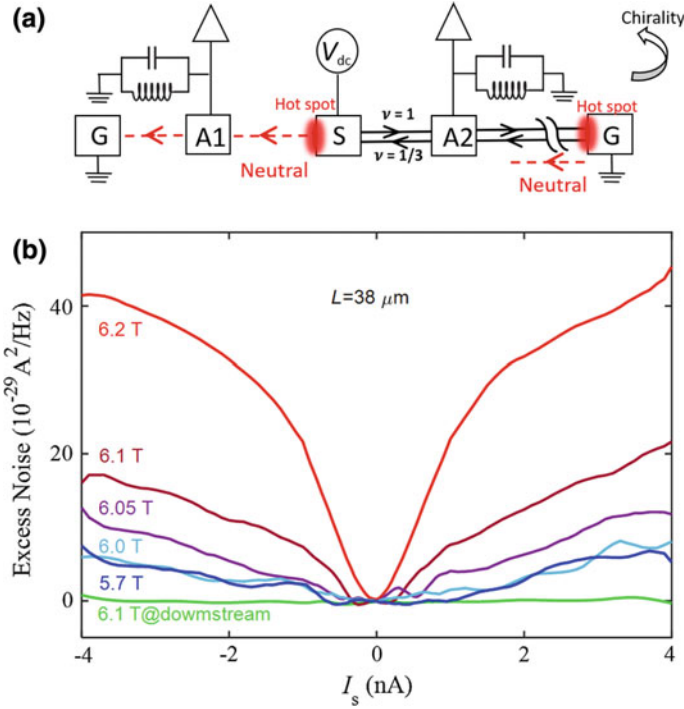 (a)
Chirality
V_dc
Hot spot
Hot spot
G
A1
S
ν = 1
A2
G
ν = 1/3
Neutral
Neutral
(b)
Excess Noise (10⁻²⁹A²/Hz)
40
20
0
L=38 μm
6.2 T
6.1 T
6.05 T
6.0 T
5.7 T
6.1 T@dowmstream
-4
-2
0
2
4
I_s (nA)